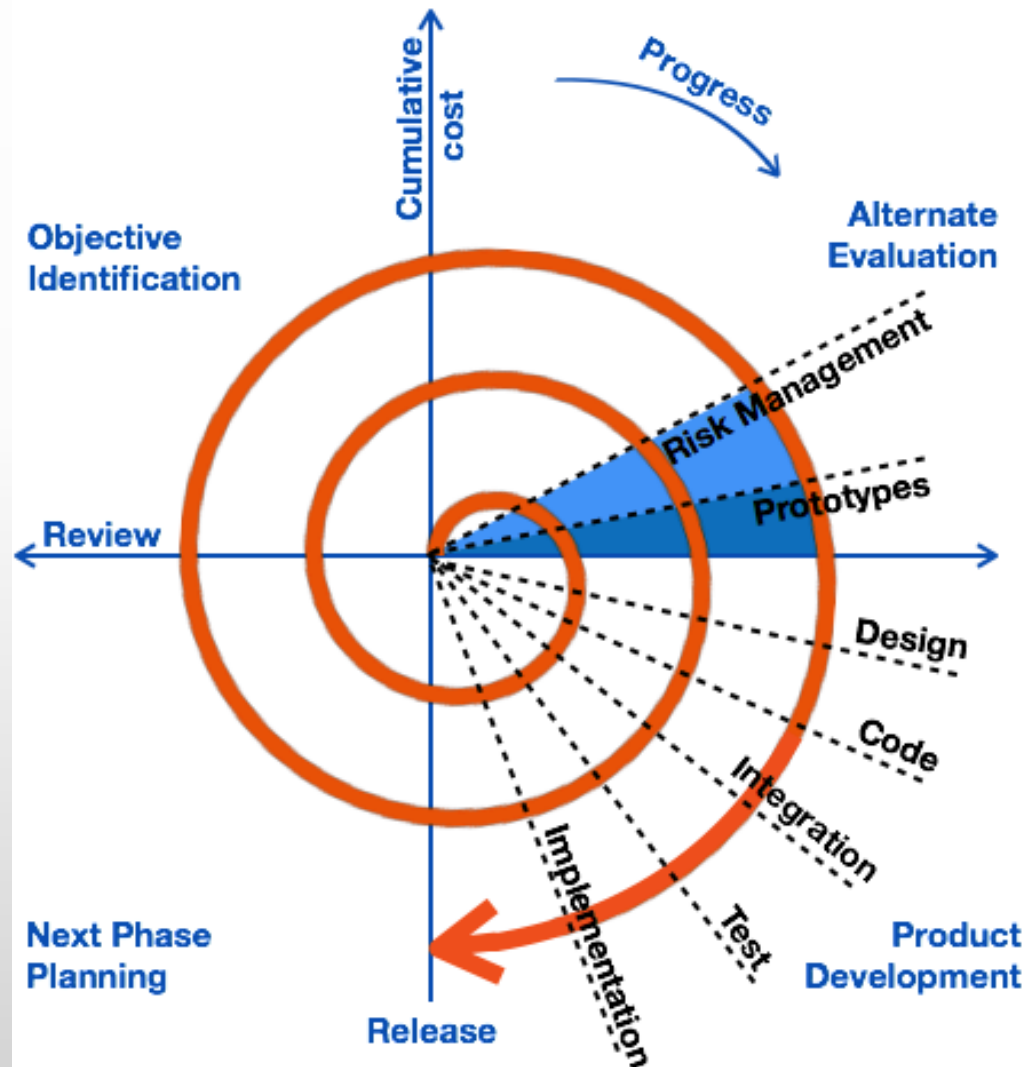 Cumulative
cost
Progress
Objective
Identification
Alternate
Evaluation
Risk Management
Prototypes
Review
Design
Code
Integration
Test
Implementation
Next Phase
Planning
Product
Development
Release